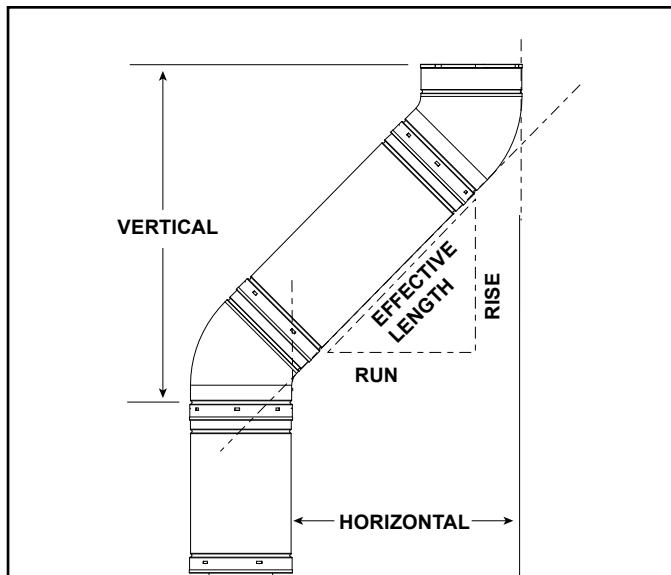 VERTICAL
EFFECTIVE
LENGTH
RISE
RUN
HORIZONTAL